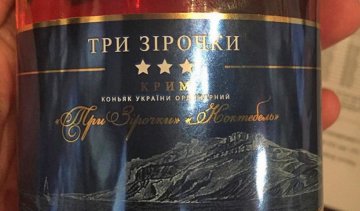 ТРИ ЗІРОЧКИ
КРИМ
КОНЬЯК УКРАЇНИ ОРДИНАРНИЙ
«Три Зірочки» «Коктебель»